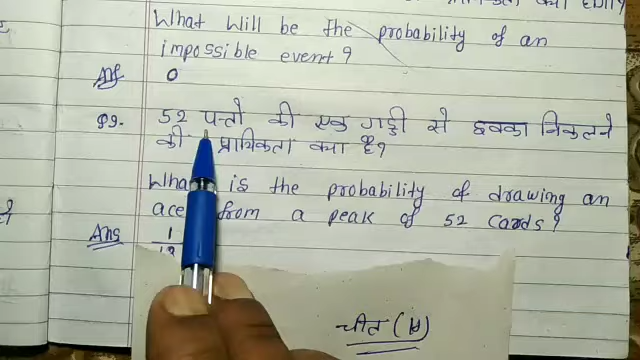 What will be the probability of an
impossible event?
Ans 0
Q9. 52 पत्तो की एक गड्डी से इक्का निकलने
की प्रायिकता क्या है?
What is the probability of drawing an
ace from a peak of 52 cards?
Ans 1
13
चीत (H)